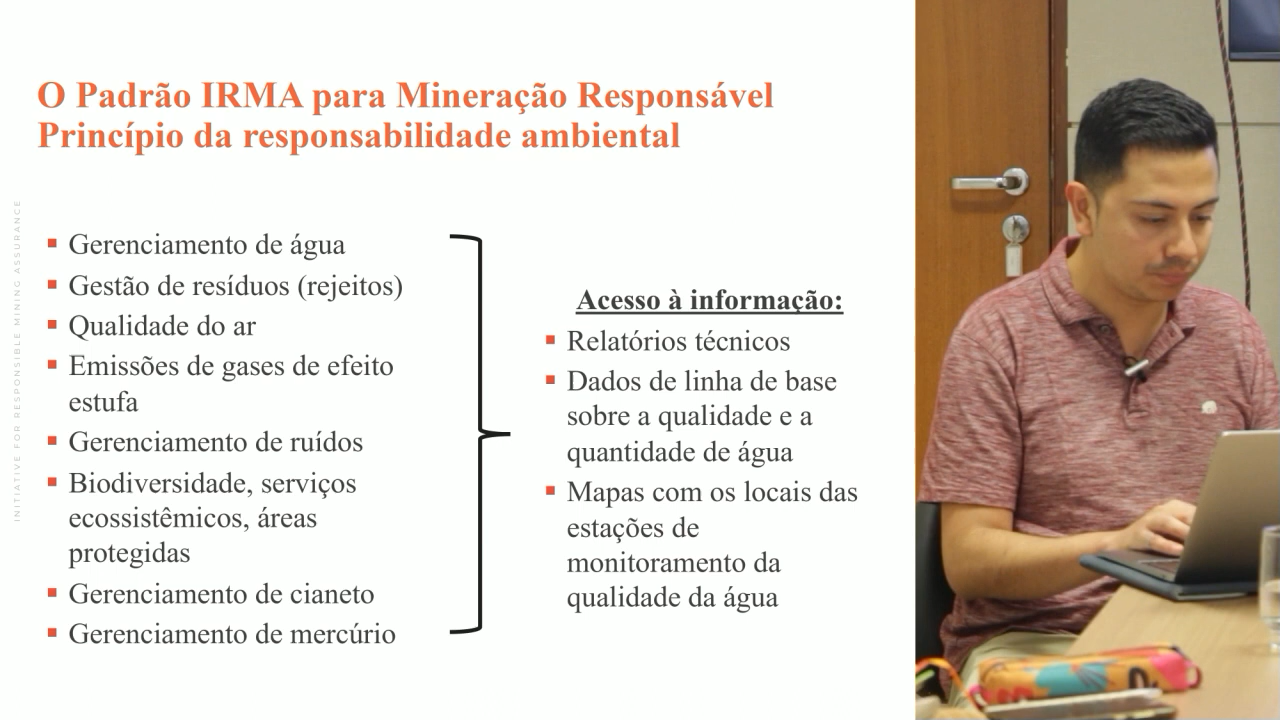 O Padrão IRMA para Mineração Responsável
Princípio da responsabilidade ambiental
INITIATIVE FOR RESPONSIBLE MINING ASSURANCE
Gerenciamento de água
Gestão de resíduos (rejeitos)
Qualidade do ar
Emissões de gases de efeito
estufa
Gerenciamento de ruídos
Biodiversidade, serviços
ecossistêmicos, áreas
protegidas
Gerenciamento de cianeto
Gerenciamento de mercúrio
Acesso à informação:
Relatórios técnicos
Dados de linha de base
sobre a qualidade e a
quantidade de água
Mapas com os locais das
estações de
monitoramento da
qualidade da água